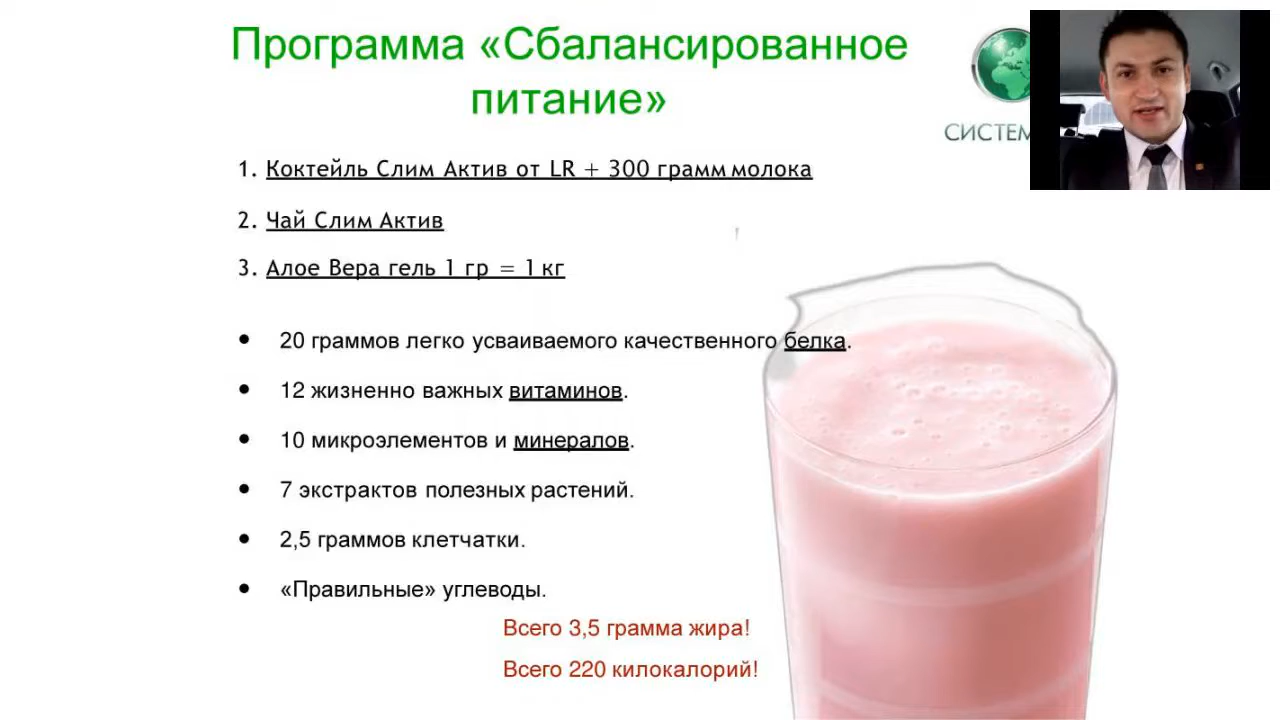 Программа «Сбалансированное
питание»
СИСТЕМ
1. Коктейль Слим Актив от LR + 300 грамм молока
2. Чай Слим Актив
3. Алое Вера гель 1 гр = 1 кг
• 20 граммов легко усваиваемого качественного белка.
• 12 жизненно важных витаминов.
• 10 микроэлементов и минералов.
• 7 экстрактов полезных растений.
• 2,5 граммов клетчатки.
• «Правильные» углеводы.
Всего 3,5 грамма жира!
Всего 220 килокалорий!